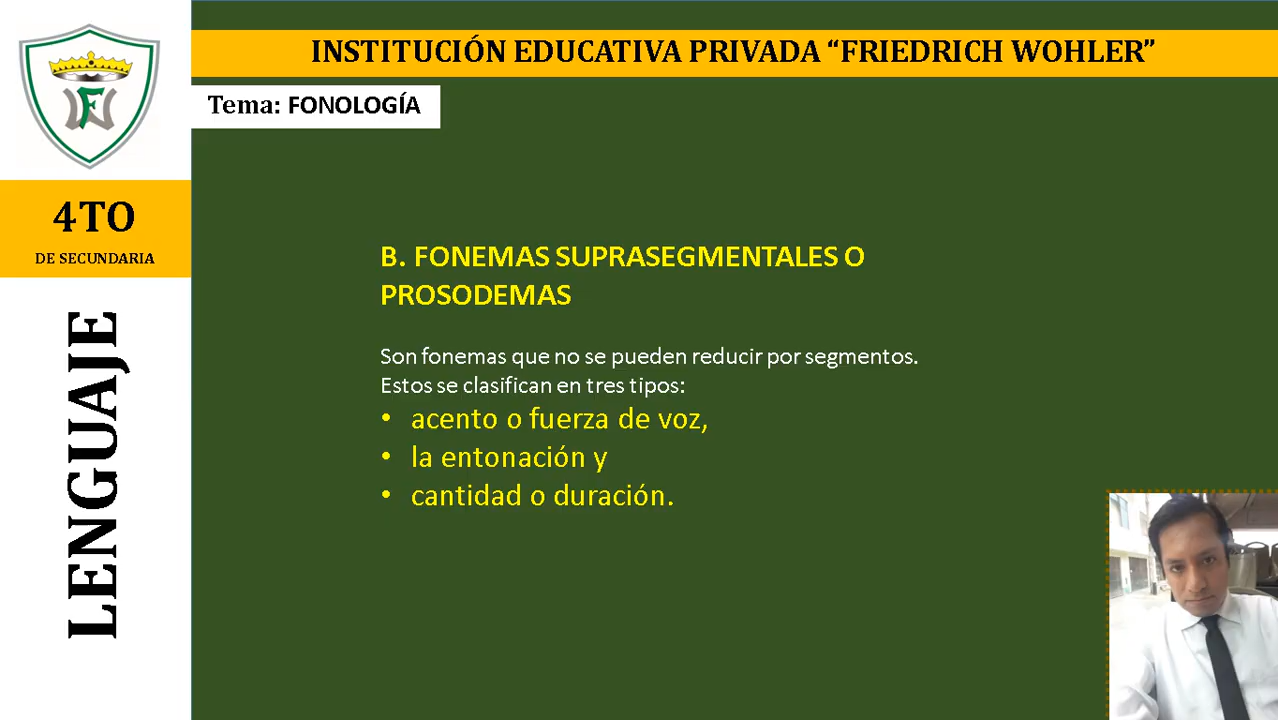 INSTITUCIÓN EDUCATIVA PRIVADA “FRIEDRICH WOHLER”
Tema: FONOLOGÍA
4TO
DE SECUNDARIA
LENGUAJE
B. FONEMAS SUPRASEGMENTALES O
PROSODEMAS
Son fonemas que no se pueden reducir por segmentos.
Estos se clasifican en tres tipos:
• acento o fuerza de voz,
• la entonación y
• cantidad o duración.